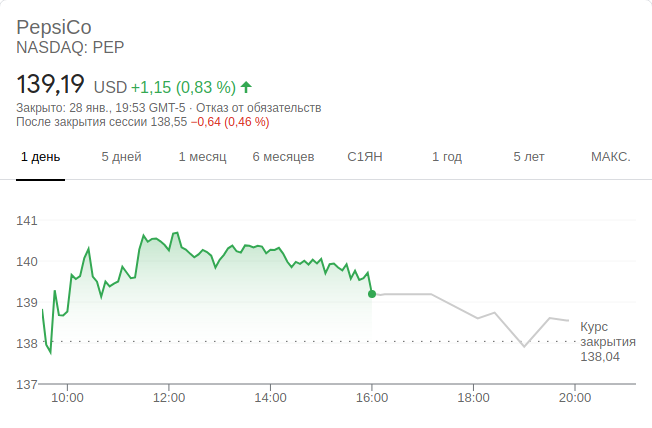 PepsiCo
NASDAQ: PEP
139,19 USD +1,15 (0,83 %)
Закрыто: 28 янв., 19:53 GMT-5 · Отказ от обязательств
После закрытия сессии 138,55 −0,64 (0,46 %)
1 день 5 дней 1 месяц 6 месяцев С1ЯН 1 год 5 лет МАКС.
141
140
139
138
137
Курс
закрытия
138,04
10:00 12:00 14:00 16:00 18:00 20:00